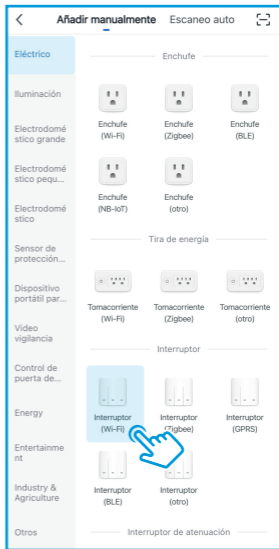 Añadir manualmente Escaneo auto
Eléctrico
Iluminación
Electrodomé
stico grande
Electrodomé
stico pequ...
Electrodomé
stico
Sensor de
protección...
Dispositivo
portátil par...
Video
vigilancia
Control de
puerta de...
Energy
Entertainme
nt
Industry &
Agriculture
Otros
Enchufe
Enchufe
(Wi-Fi)
Enchufe
(Zigbee)
Enchufe
(BLE)
Enchufe
(NB-IoT)
Enchufe
(otro)
Tira de energía
Tomacorriente
(Wi-Fi)
Tomacorriente
(Zigbee)
Tomacorriente
(otro)
Interruptor
Interruptor
(Wi-Fi)
Interruptor
(Zigbee)
Interruptor
(GPRS)
Interruptor
(BLE)
Interruptor
(otro)
Interruptor de atenuación